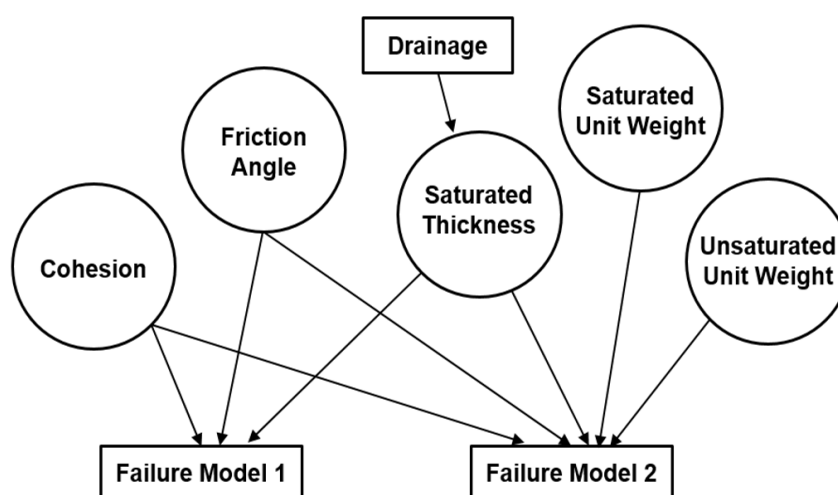 Drainage
Saturated
Unit Weight
Friction
Angle
Saturated
Thickness
Cohesion
Unsaturated
Unit Weight
Failure Model 1
Failure Model 2